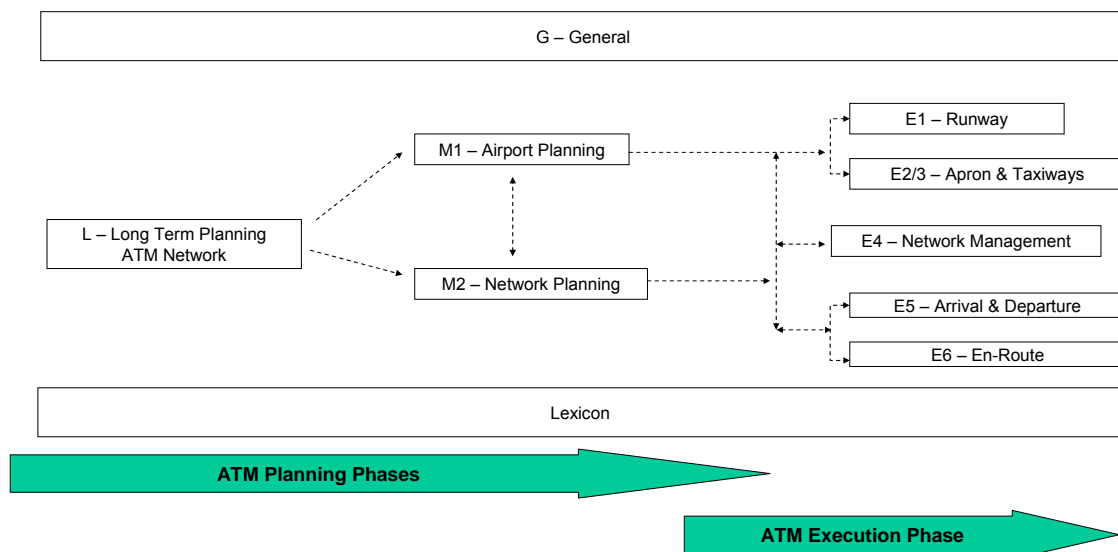 G – General
E1 – Runway
M1 – Airport Planning
E2/3 – Apron & Taxiways
L – Long Term Planning
ATM Network
E4 – Network Management
M2 – Network Planning
E5 – Arrival & Departure
E6 – En-Route
Lexicon
ATM Planning Phases
ATM Execution Phase